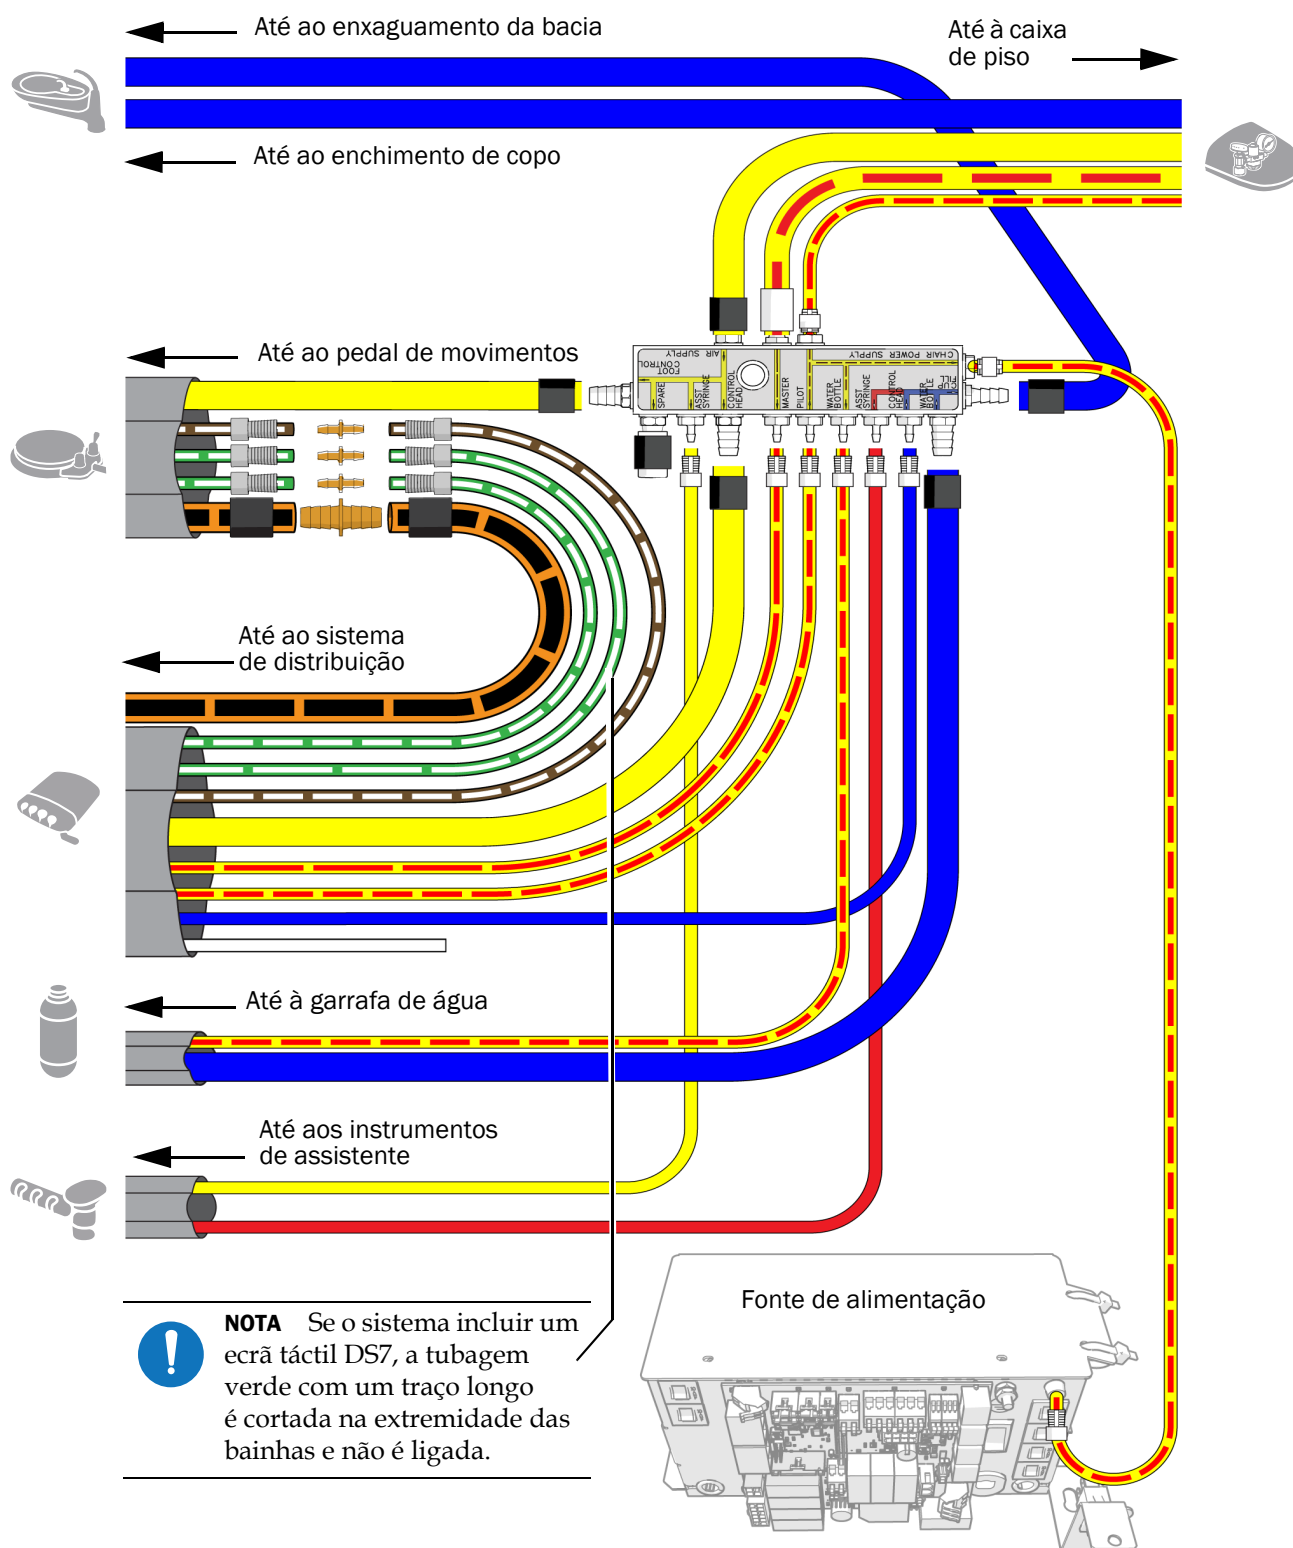 Até ao enxaguamento da bacia
Até à caixa
de piso
Até ao enchimento de copo
Até ao pedal de movimentos
AIR SUPPLY
FOOT
CONTROL
CHAIR POWER SUPPLY
SPARE
ASST
SYRINGE
CONTROL
HEAD
MASTER
PILOT
WATER
BOTTLE
ASST
SYRINGE
CONTROL
HEAD
WATER
BOTTLE
CUP
FILL
Até ao sistema
de distribuição
Até à garrafa de água
Até aos instrumentos
de assistente
Fonte de alimentação
NOTA Se o sistema incluir um
ecrã táctil DS7, a tubagem
verde com um traço longo
é cortada na extremidade das
bainhas e não é ligada.